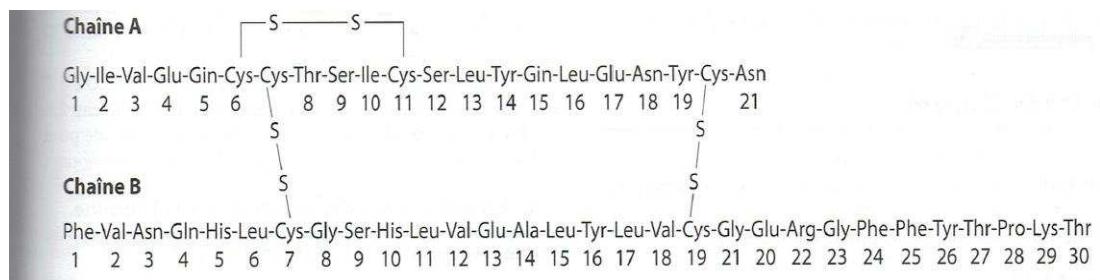 Chaîne A
S S
Gly-Ile-Val-Glu-Gin-Cys-Cys-Thr-Ser-Ile-Cys-Ser-Leu-Tyr-Gin-Leu-Glu-Asn-Tyr-Cys-Asn
1 2 3 4 5 6 8 9 10 11 12 13 14 15 16 17 18 19 21
S S
S S
Chaîne B
Phe-Val-Asn-Gln-His-Leu-Cys-Gly-Ser-His-Leu-Val-Glu-Ala-Leu-Tyr-Leu-Val-Cys-Gly-Glu-Arg-Gly-Phe-Phe-Tyr-Thr-Pro-Lys-Thr
1 2 3 4 5 6 7 8 9 10 11 12 13 14 15 16 17 18 19 21 20 22 23 24 25 26 27 28 29 30